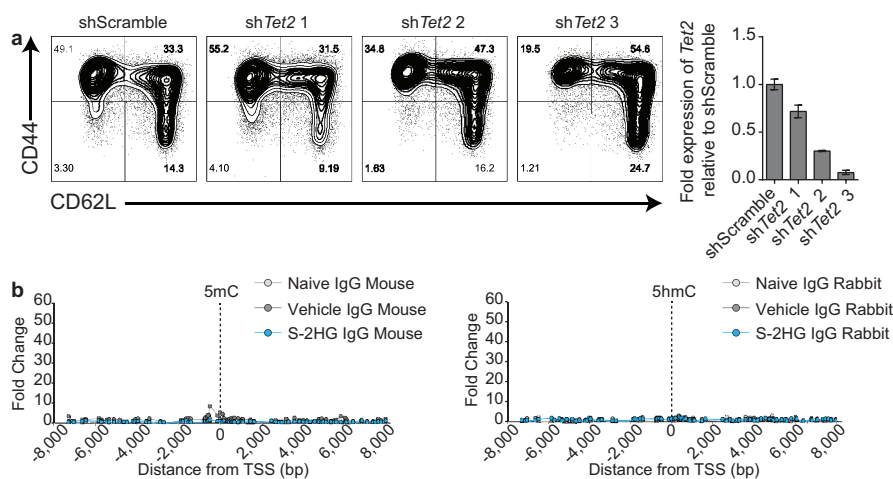 a
shScramble
shTet2 1
shTet2 2
shTet2 3
49.1
33.3
55.2
31.5
34.8
47.3
19.5
54.6
3.30
14.3
4.10
9.19
1.63
16.2
1.21
24.7
CD44
CD62L
Fold expression of Tet2
relative to shScramble
1.5
1.0
0.5
0.0
shScramble
shTet2 1
shTet2 2
shTet2 3
b
5mC
Naive IgG Mouse
Vehicle IgG Mouse
S-2HG IgG Mouse
Fold Change
60
50
40
30
20
10
0
-8,000
-6,000
-4,000
-2,000
0
2,000
4,000
6,000
8,000
Distance from TSS (bp)
5hmC
Naive IgG Rabbit
Vehicle IgG Rabbit
S-2HG IgG Rabbit
Fold Change
60
50
40
30
20
10
0
-8,000
-6,000
-4,000
-2,000
0
2,000
4,000
6,000
8,000
Distance from TSS (bp)